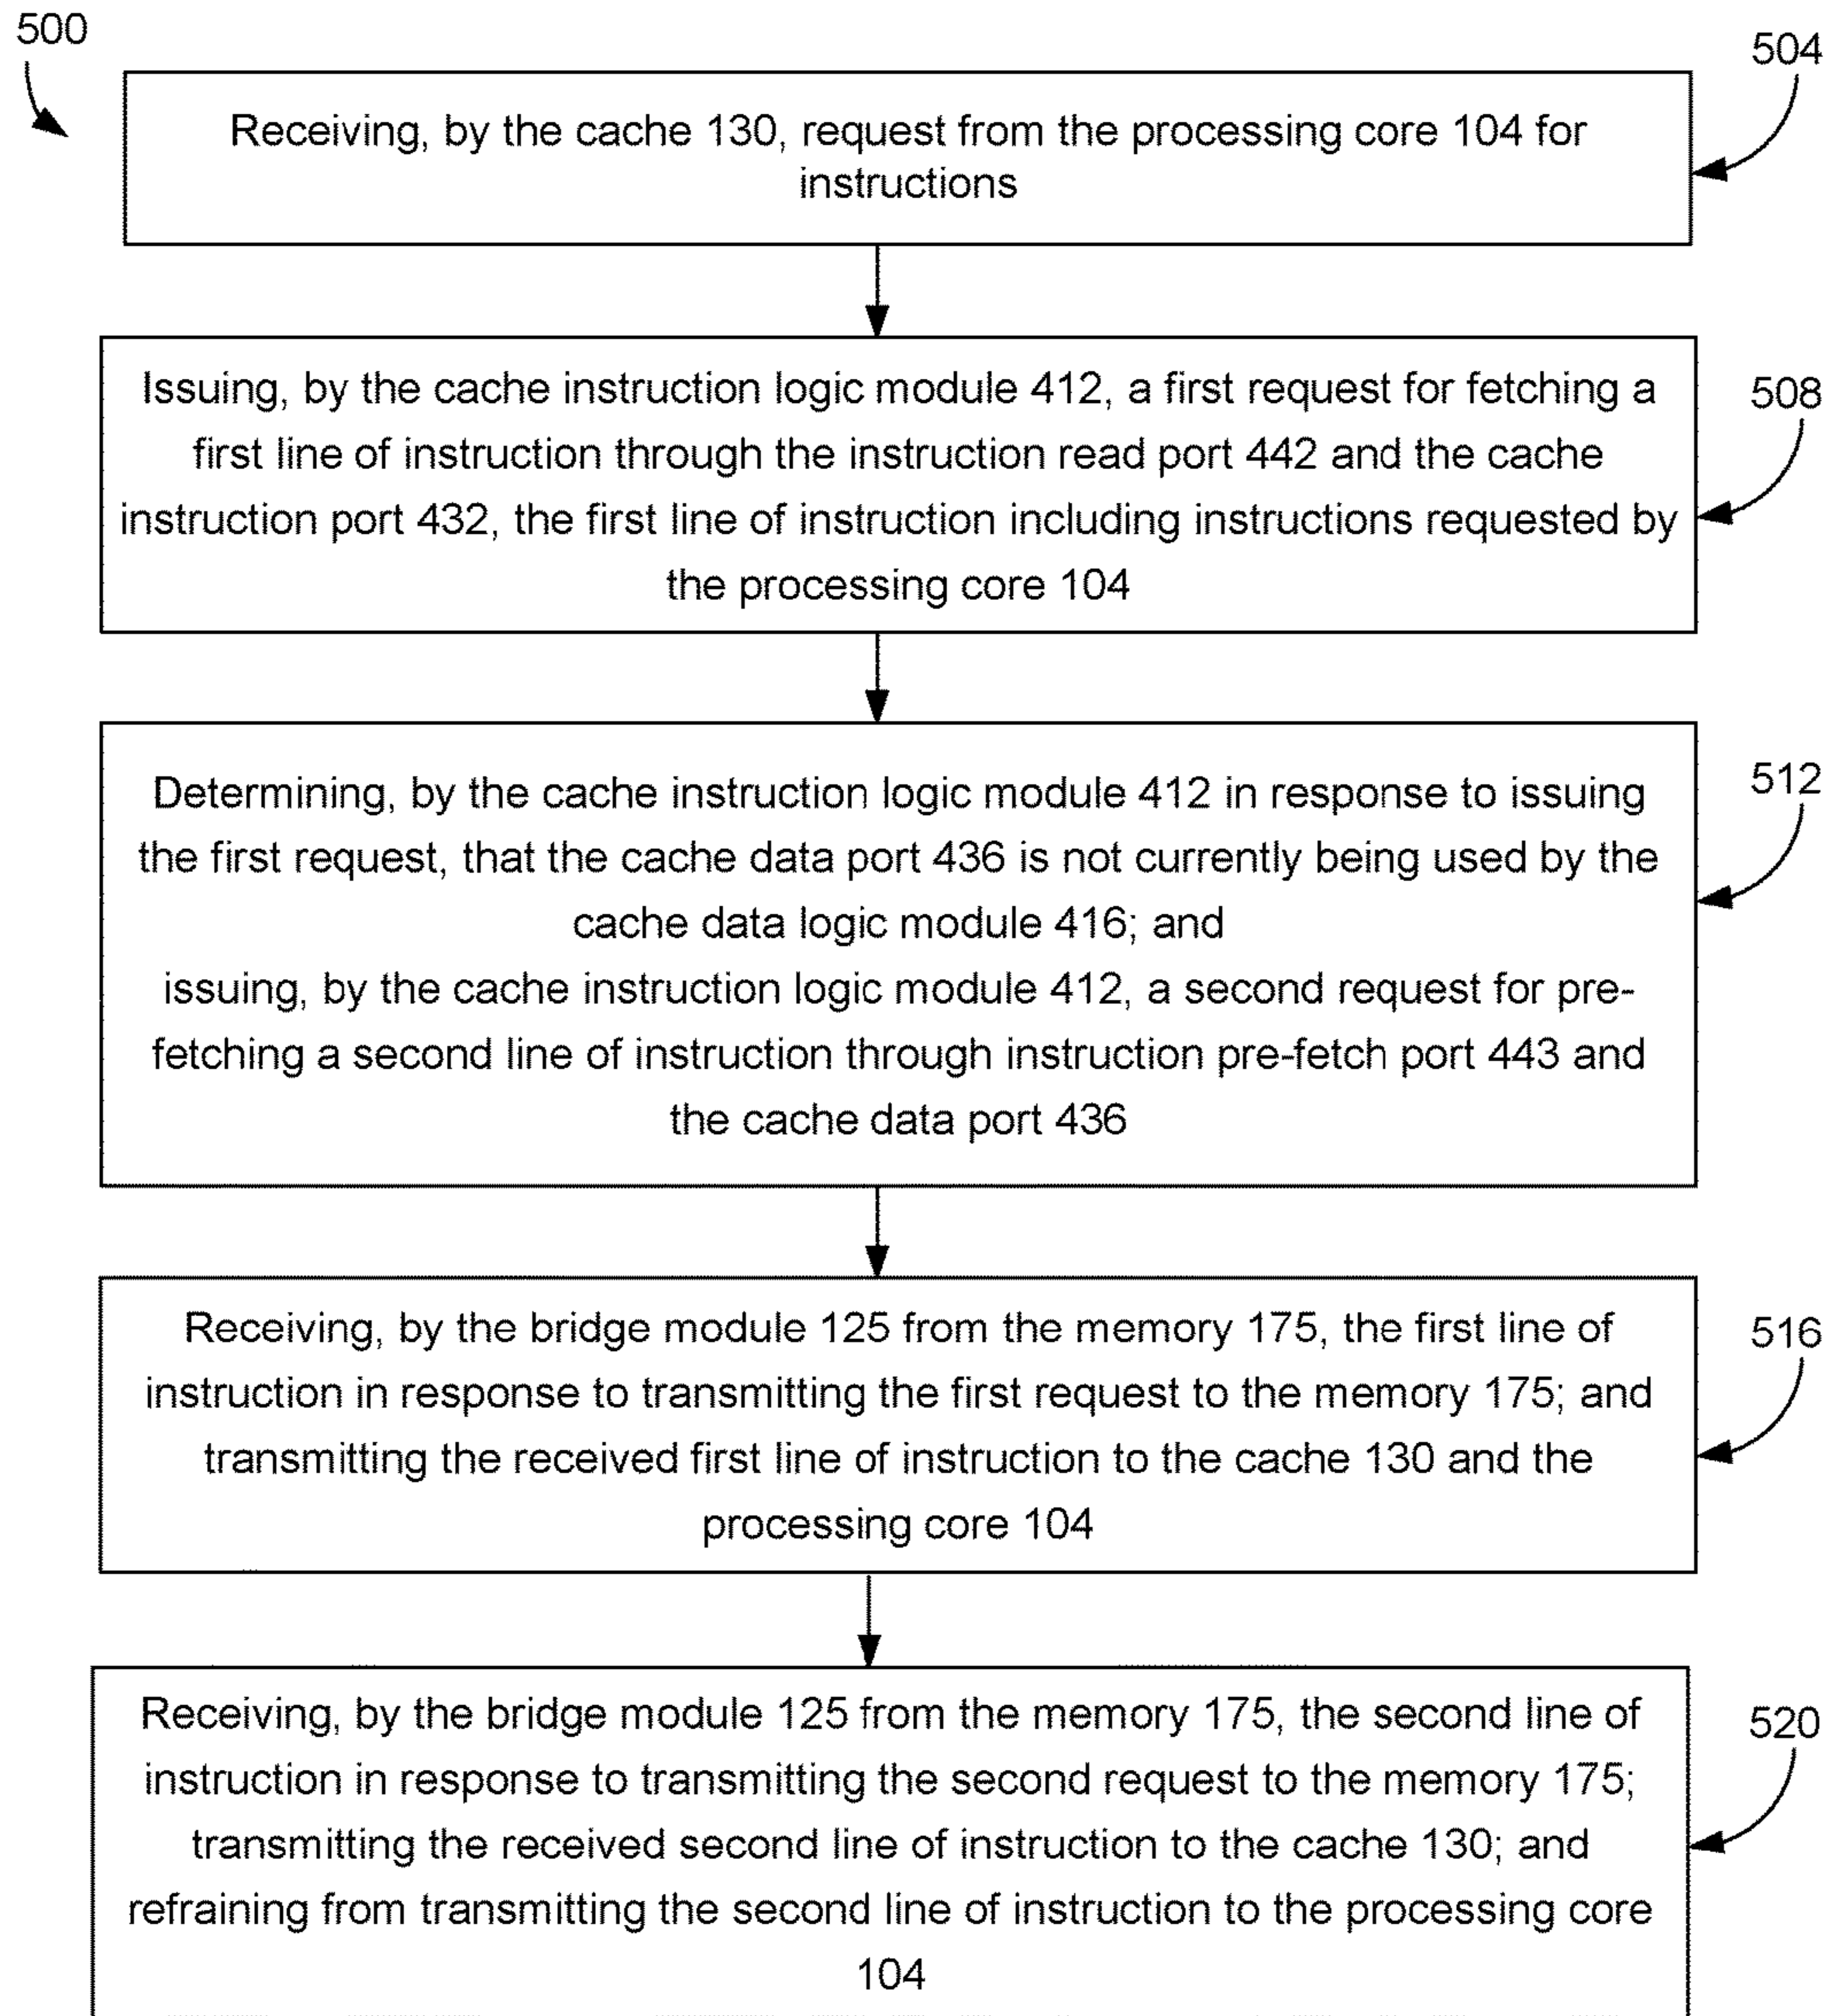 500
504
Receiving, by the cache 130, request from the processing core 104 for
instructions
508
Issuing, by the cache instruction logic module 412, a first request for fetching a
first line of instruction through the instruction read port 442 and the cache
instruction port 432, the first line of instruction including instructions requested by
the processing core 104
512
Determining, by the cache instruction logic module 412 in response to issuing
the first request, that the cache data port 436 is not currently being used by the
cache data logic module 416; and
issuing, by the cache instruction logic module 412, a second request for pre-
fetching a second line of instruction through instruction pre-fetch port 443 and
the cache data port 436
516
Receiving, by the bridge module 125 from the memory 175, the first line of
instruction in response to transmitting the first request to the memory 175; and
transmitting the received first line of instruction to the cache 130 and the
processing core 104
520
Receiving, by the bridge module 125 from the memory 175, the second line of
instruction in response to transmitting the second request to the memory 175;
transmitting the received second line of instruction to the cache 130; and
refraining from transmitting the second line of instruction to the processing core
104